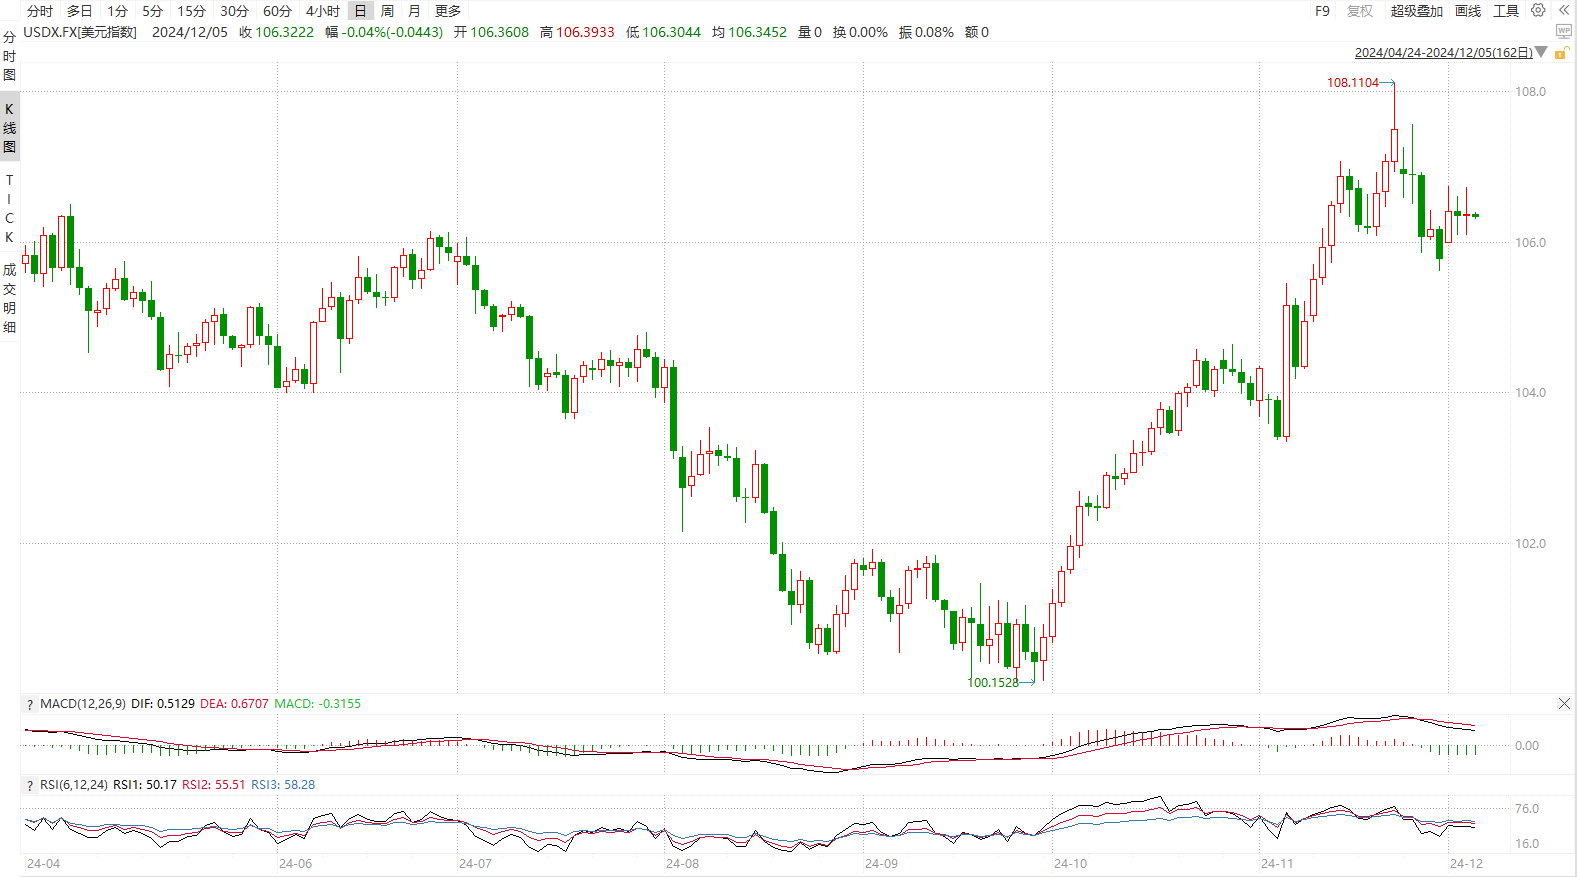 分时 多日 1分 5分 15分 30分 60分 4小时 日 周 月 更多 F9 复权 超级叠加 画线 工具
USDX.FX[美元指数] 2024/12/05 收 106.3222 幅 -0.04%(-0.0443) 开 106.3608 高 106.3933 低 106.3044 均 106.3452 量 0 换 0.00% 振 0.08% 额 0
WP
2024/04/24-2024/12/05(162日)
分时图
K线图
TICK
成交明细
108.1104
108.0
106.0
104.0
102.0
100.1528
? MACD(12,26,9) DIF: 0.5129 DEA: 0.6707 MACD: -0.3155
0.00
? RSI(6,12,24) RSI1: 50.17 RSI2: 55.51 RSI3: 58.28
76.0
16.0
24-04 24-06 24-07 24-08 24-09 24-10 24-11 24-12